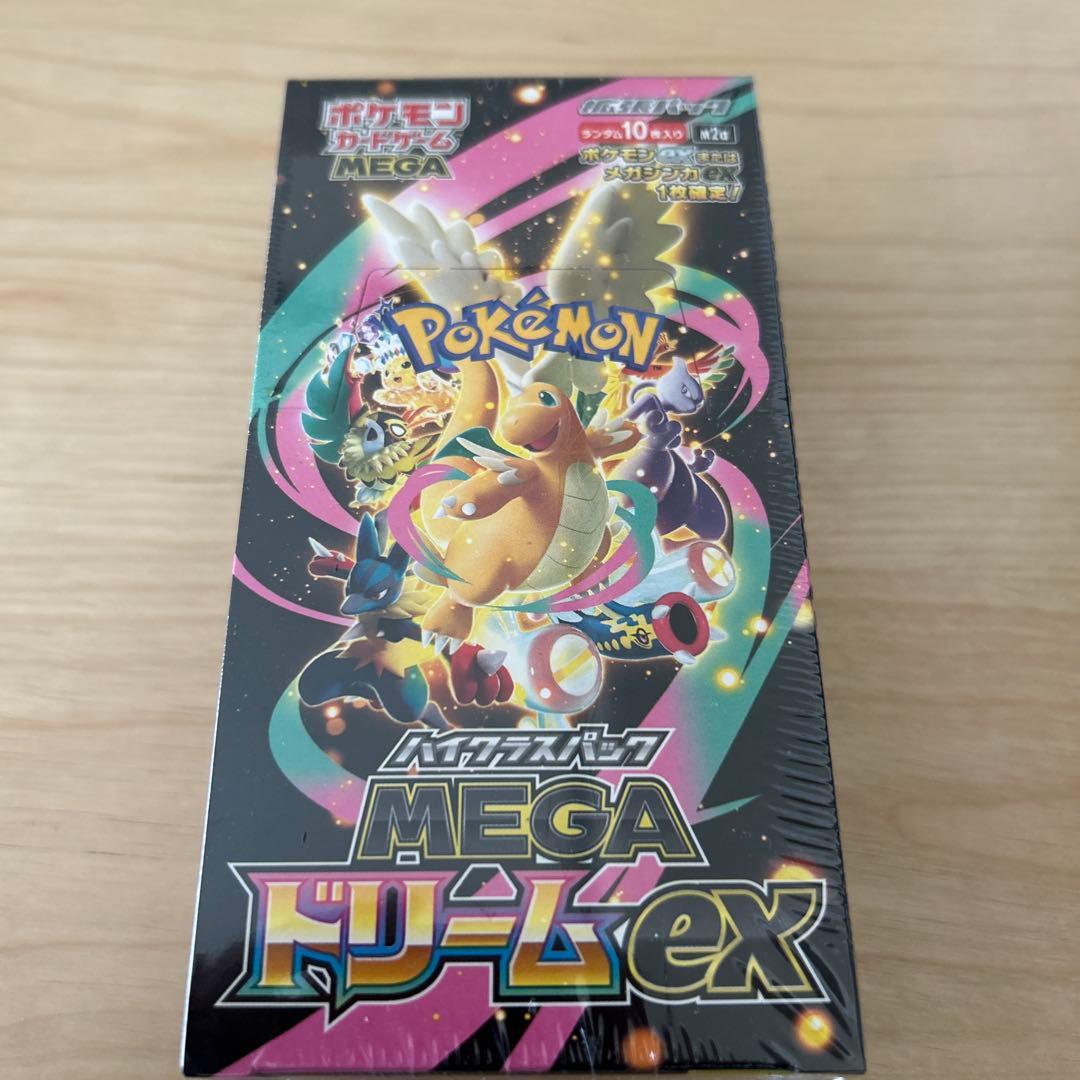 ポケモン
カードゲーム
MEGA
拡張パック
ランダム10枚入り
M2a
ポケモンexまたは
メガシンカex
1枚確定!
POKéMON
TM
ハイクラスパック
MEGA
ドリームex